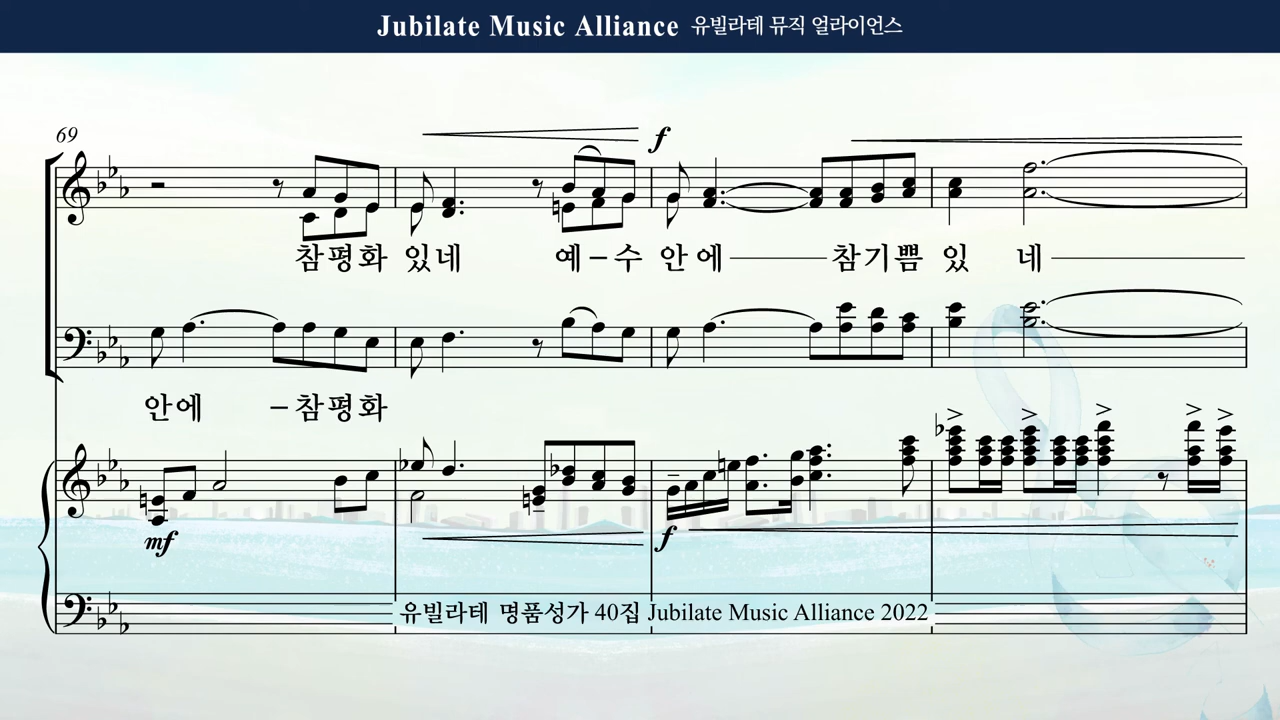 Jubilate Music Alliance 유빌라테 뮤직 얼라이언스
69
f
참평화 있네 예–수 안에 참기쁨 있 네
안에 –참평화
mf
f
유빌라테 명품성가 40집 Jubilate Music Alliance 2022